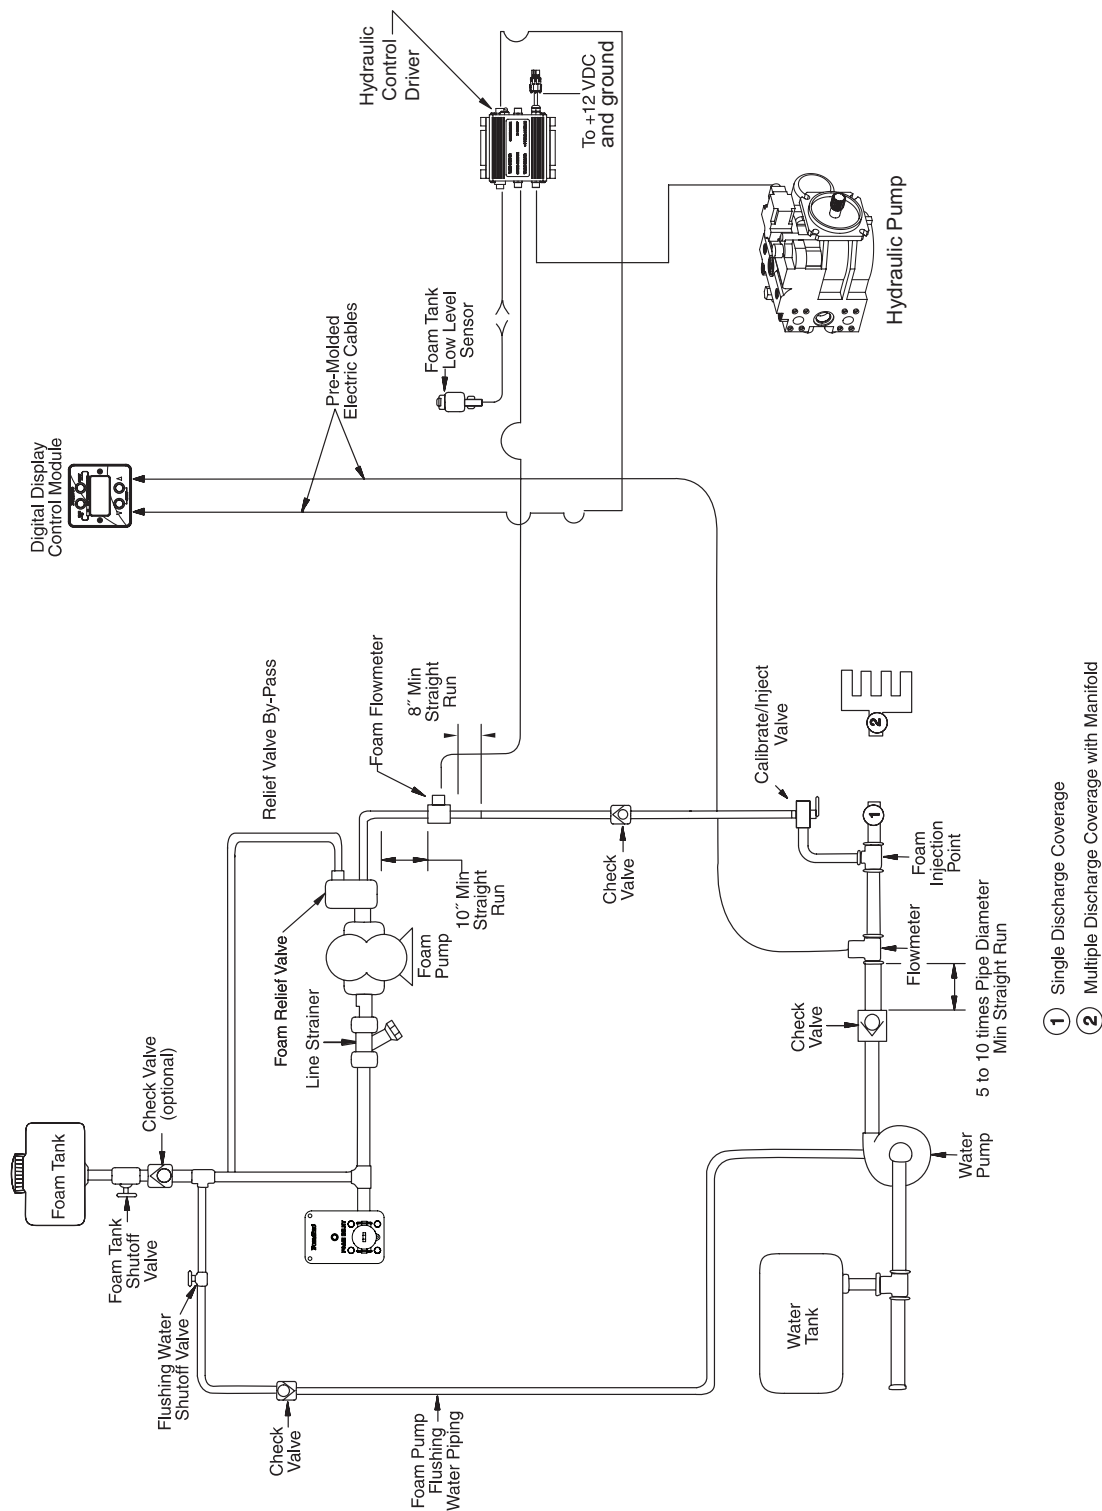 Foam Tank
Foam Tank
Shutoff
Valve
Check Valve
(optional)
Flushing Water
Shutoff Valve
Check
Valve
Foam Pump
Flushing
Water Piping
Line Strainer
Foam Relief Valve
Foam
Pump
Relief Valve By-Pass
10″ Min
Straight
Run
Foam Flowmeter
8″ Min
Straight
Run
Digital Display
Control Module
Pre-Molded
Electric Cables
Foam Tank
Low Level
Sensor
Hydraulic
Control
Driver
To +12 VDC
and ground
Hydraulic Pump
Check
Valve
Calibrate/Inject
Valve
2
1
Foam
Injection
Point
Flowmeter
5 to 10 times Pipe Diameter
Min Straight Run
Check
Valve
Water
Pump
Water
Tank
1 Single Discharge Coverage
2 Multiple Discharge Coverage with Manifold